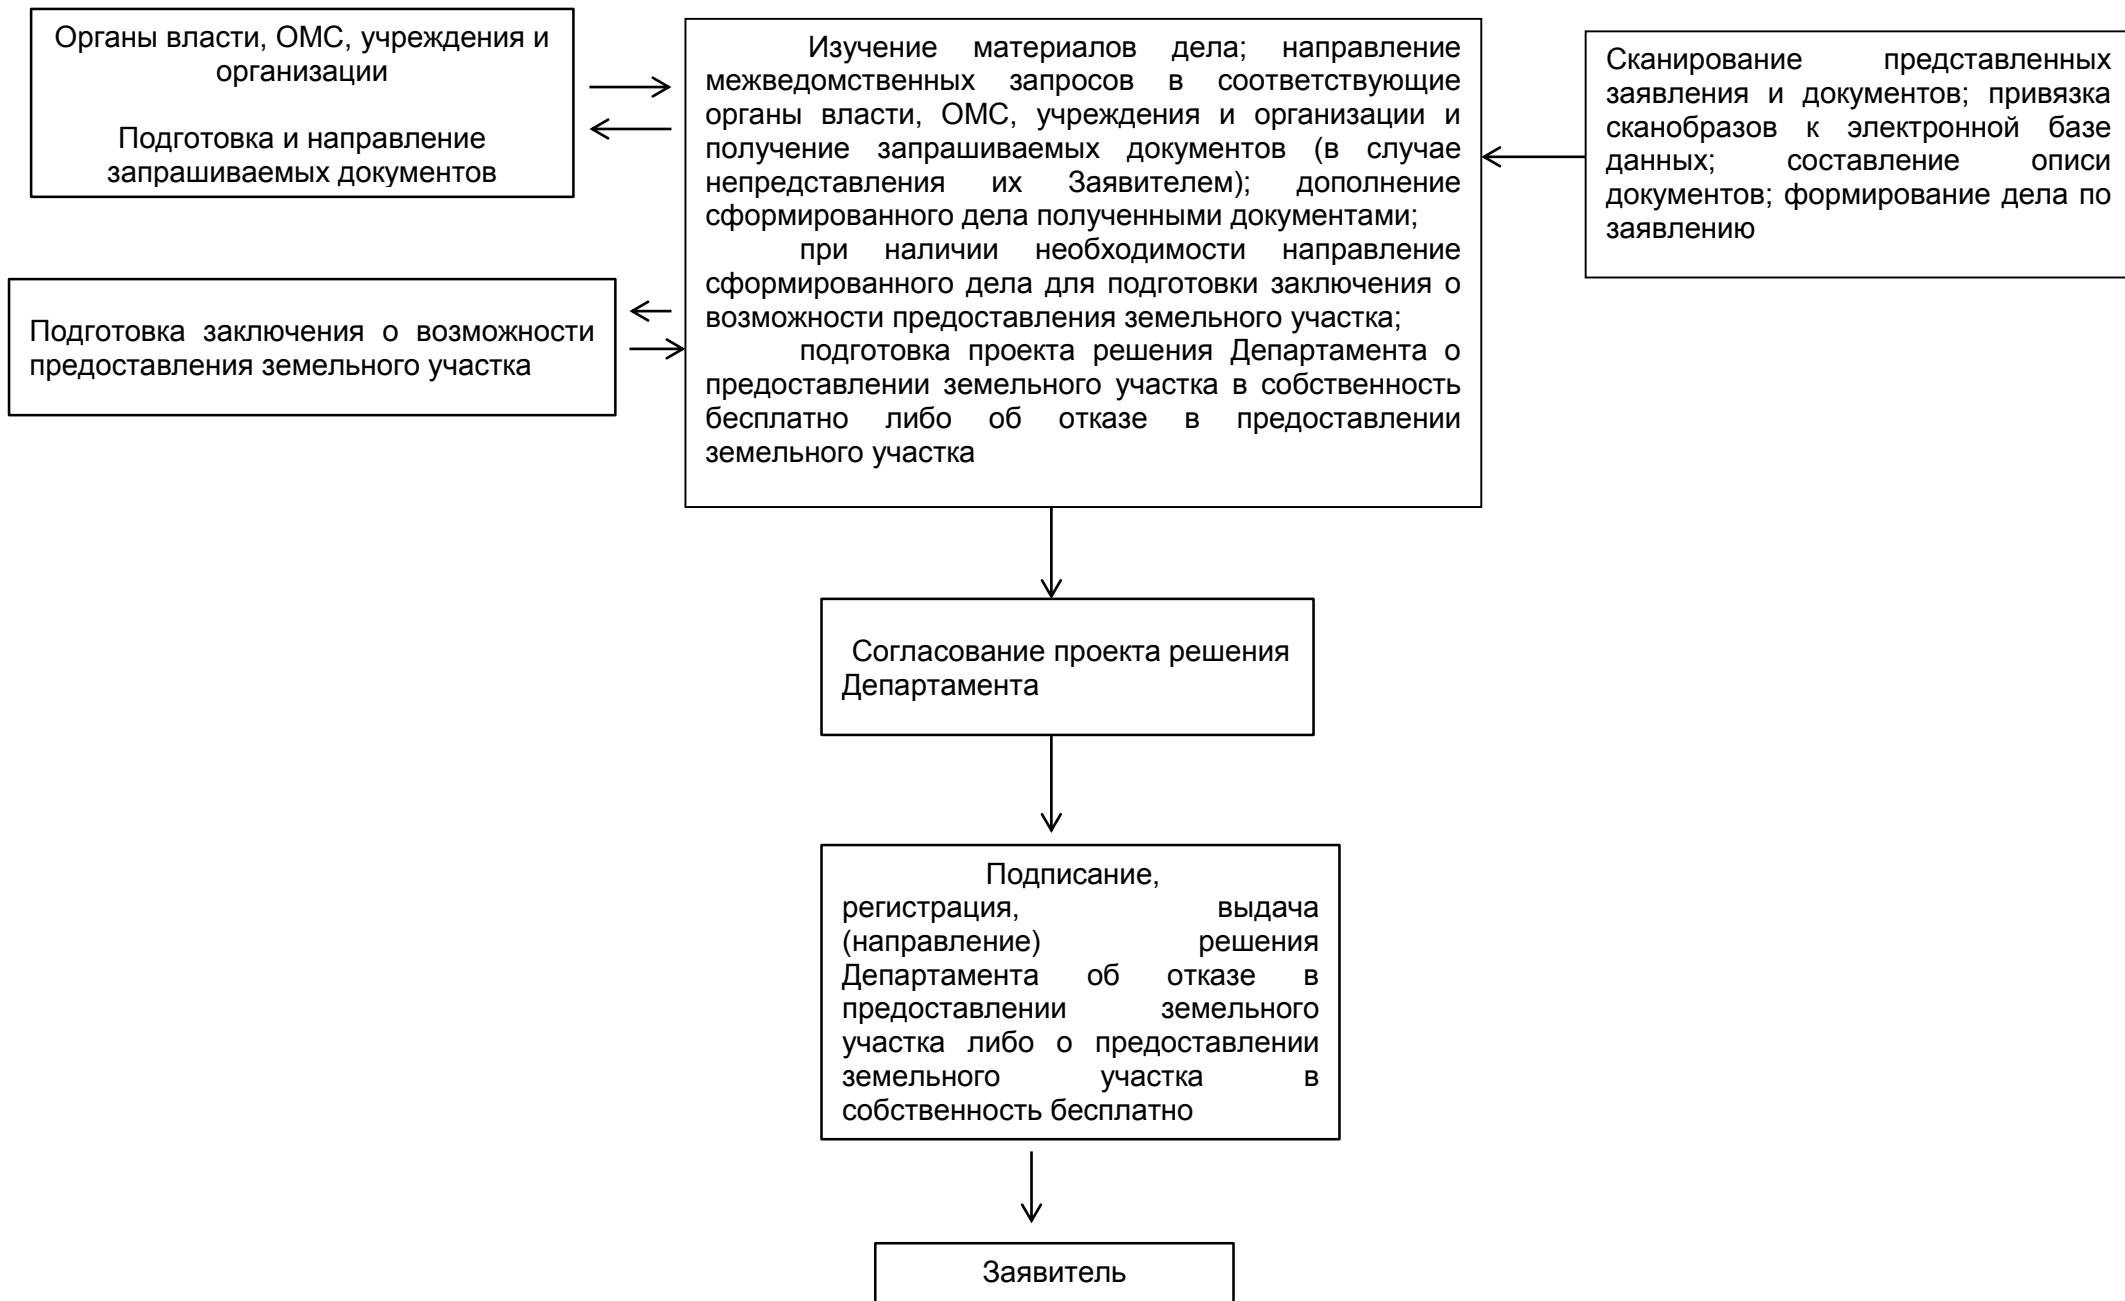 Органы власти, ОМС, учреждения и
организации
Подготовка и направление
запрашиваемых документов
Изучение материалов дела; направление
межведомственных запросов в соответствующие
органы власти, ОМС, учреждения и организации и
получение запрашиваемых документов (в случае
непредставления их Заявителем); дополнение
сформированного дела полученными документами;
при наличии необходимости направление
сформированного дела для подготовки заключения о
возможности предоставления земельного участка;
подготовка проекта решения Департамента о
предоставлении земельного участка в собственность
бесплатно либо об отказе в предоставлении
земельного участка
Сканирование представленных
заявления и документов; привязка
сканобразов к электронной базе
данных; составление описи
документов; формирование дела по
заявлению
Подготовка заключения о возможности
предоставления земельного участка
Согласование проекта решения
Департамента
Подписание,
регистрация, выдача
(направление) решения
Департамента об отказе в
предоставлении земельного
участка либо о предоставлении
земельного участка в
собственность бесплатно
Заявитель